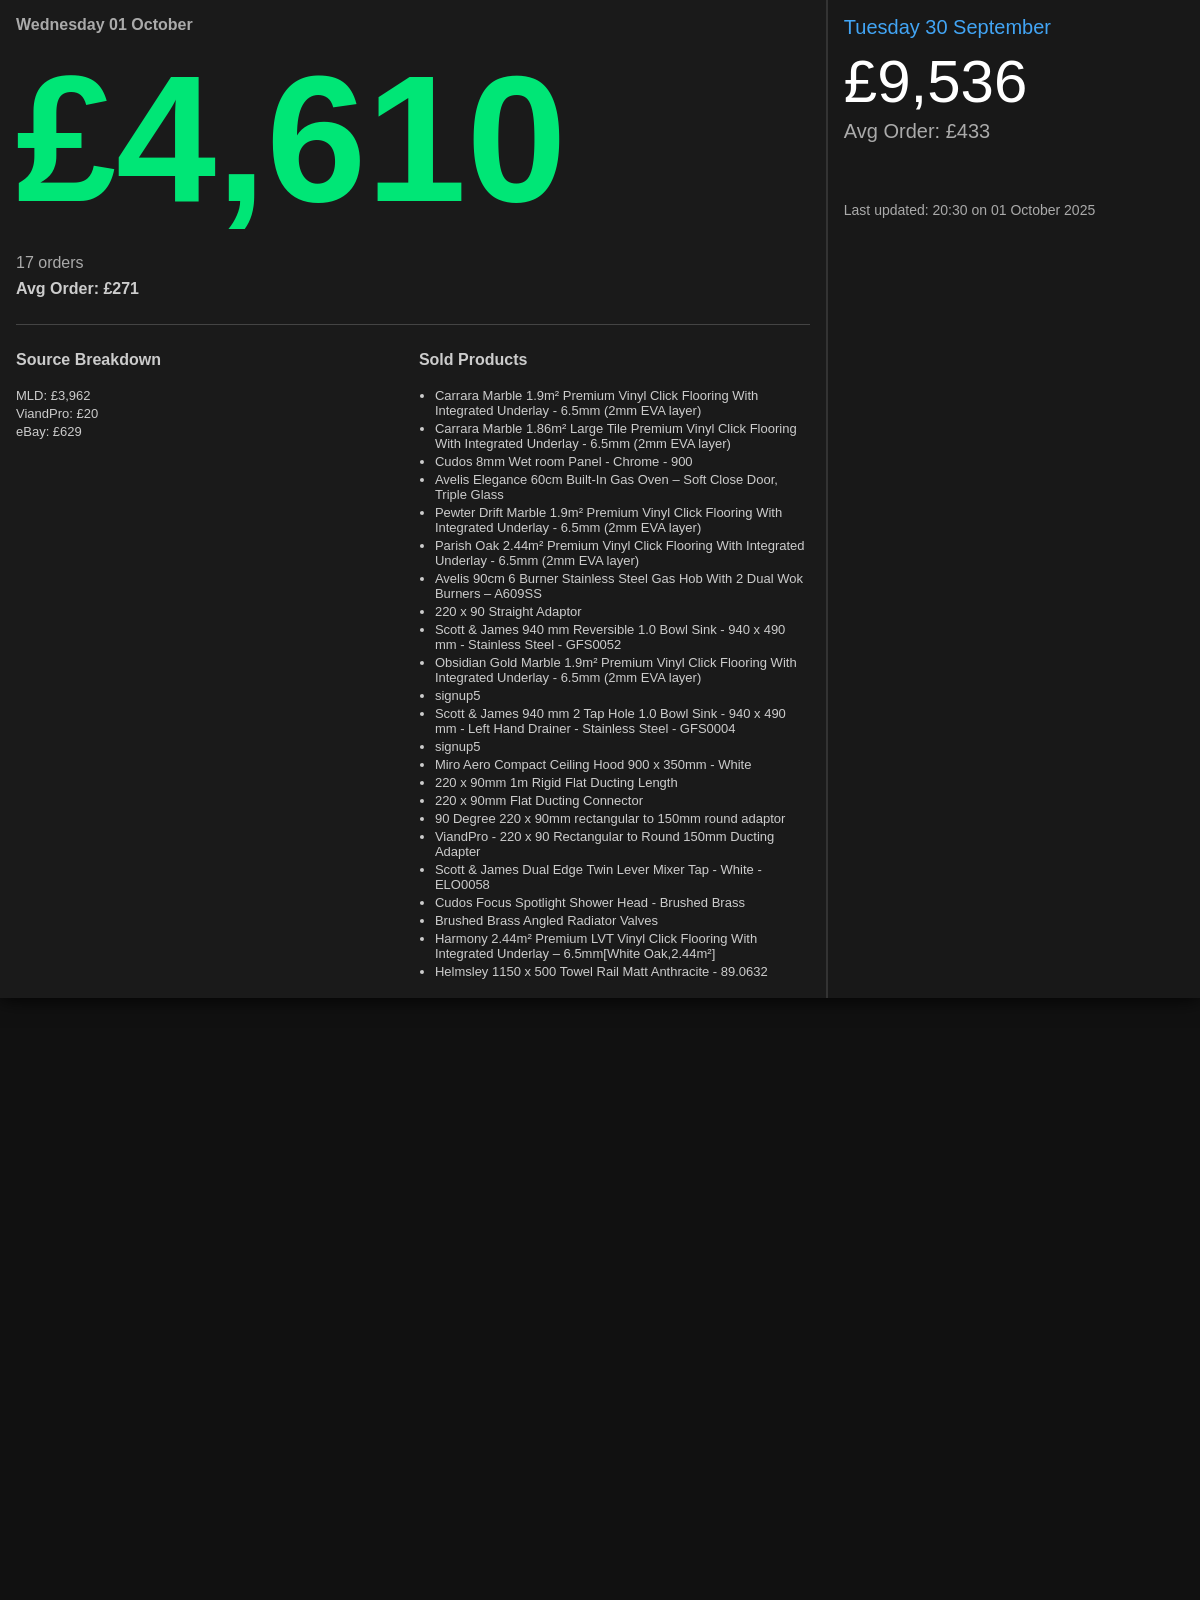 Wednesday 01 October
£4,610
17 orders
Avg Order: £271
Source Breakdown
MLD: £3,962
ViandPro: £20
eBay: £629
Sold Products
• Carrara Marble 1.9m² Premium Vinyl Click Flooring With
Integrated Underlay - 6.5mm (2mm EVA layer)
• Carrara Marble 1.86m² Large Tile Premium Vinyl Click Flooring
With Integrated Underlay - 6.5mm (2mm EVA layer)
• Cudos 8mm Wet room Panel - Chrome - 900
• Avelis Elegance 60cm Built-In Gas Oven – Soft Close Door,
Triple Glass
• Pewter Drift Marble 1.9m² Premium Vinyl Click Flooring With
Integrated Underlay - 6.5mm (2mm EVA layer)
• Parish Oak 2.44m² Premium Vinyl Click Flooring With Integrated
Underlay - 6.5mm (2mm EVA layer)
• Avelis 90cm 6 Burner Stainless Steel Gas Hob With 2 Dual Wok
Burners – A609SS
• 220 x 90 Straight Adaptor
• Scott & James 940 mm Reversible 1.0 Bowl Sink - 940 x 490
mm - Stainless Steel - GFS0052
• Obsidian Gold Marble 1.9m² Premium Vinyl Click Flooring With
Integrated Underlay - 6.5mm (2mm EVA layer)
• signup5
• Scott & James 940 mm 2 Tap Hole 1.0 Bowl Sink - 940 x 490
mm - Left Hand Drainer - Stainless Steel - GFS0004
• signup5
• Miro Aero Compact Ceiling Hood 900 x 350mm - White
• 220 x 90mm 1m Rigid Flat Ducting Length
• 220 x 90mm Flat Ducting Connector
• 90 Degree 220 x 90mm rectangular to 150mm round adaptor
• ViandPro - 220 x 90 Rectangular to Round 150mm Ducting
Adapter
• Scott & James Dual Edge Twin Lever Mixer Tap - White -
ELO0058
• Cudos Focus Spotlight Shower Head - Brushed Brass
• Brushed Brass Angled Radiator Valves
• Harmony 2.44m² Premium LVT Vinyl Click Flooring With
Integrated Underlay – 6.5mm[White Oak,2.44m²]
• Helmsley 1150 x 500 Towel Rail Matt Anthracite - 89.0632
Tuesday 30 September
£9,536
Avg Order: £433
Last updated: 20:30 on 01 October 2025